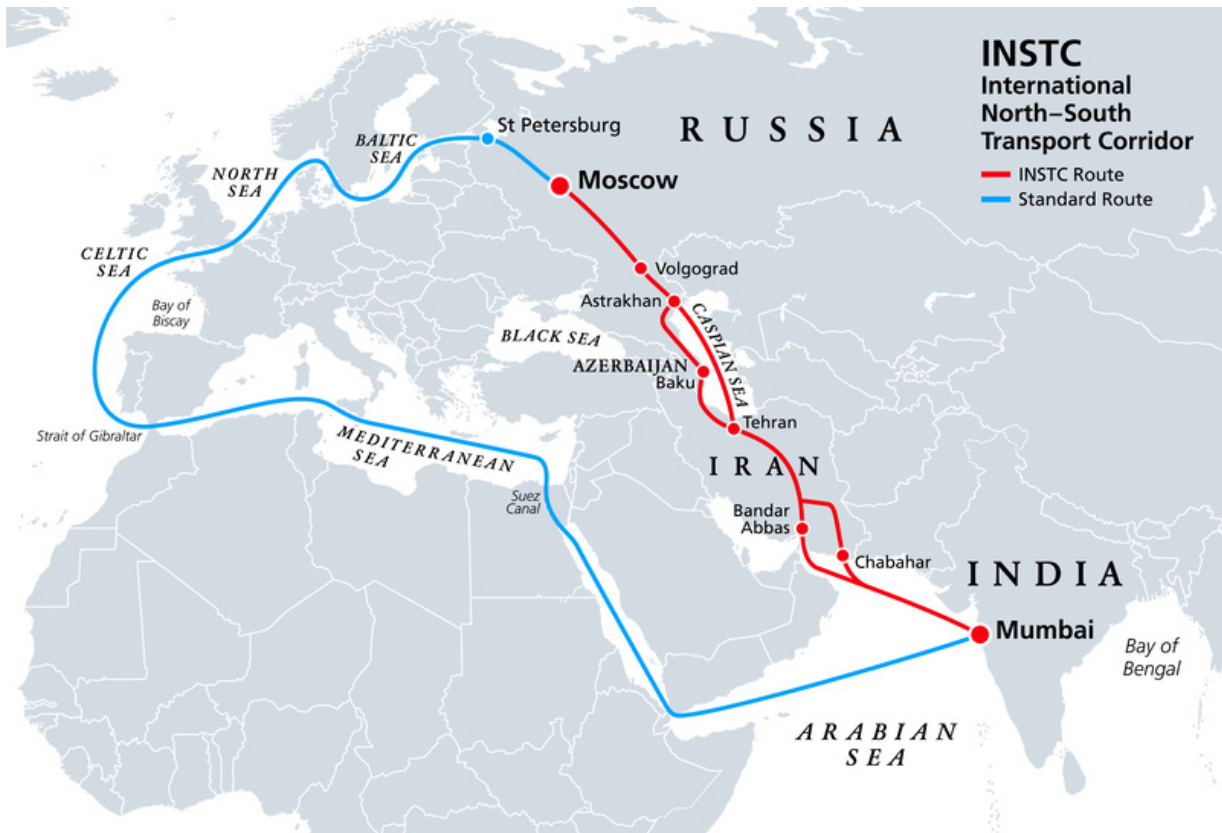 INSTC
International
North–South
Transport Corridor
INSTC Route
Standard Route
RUSSIA
St Petersburg
BALTIC
SEA
NORTH
SEA
Moscow
CELTIC
SEA
Volgograd
Bay of
Biscay
Astrakhan
CASPIAN SEA
BLACK SEA
AZERBAIJAN
Baku
Tehran
Strait of Gibraltar
MEDITERRANEAN
SEA
IRAN
Suez
Canal
Bandar
Abbas
Chabahar
INDIA
Mumbai
Bay of
Bengal
ARABIAN
SEA